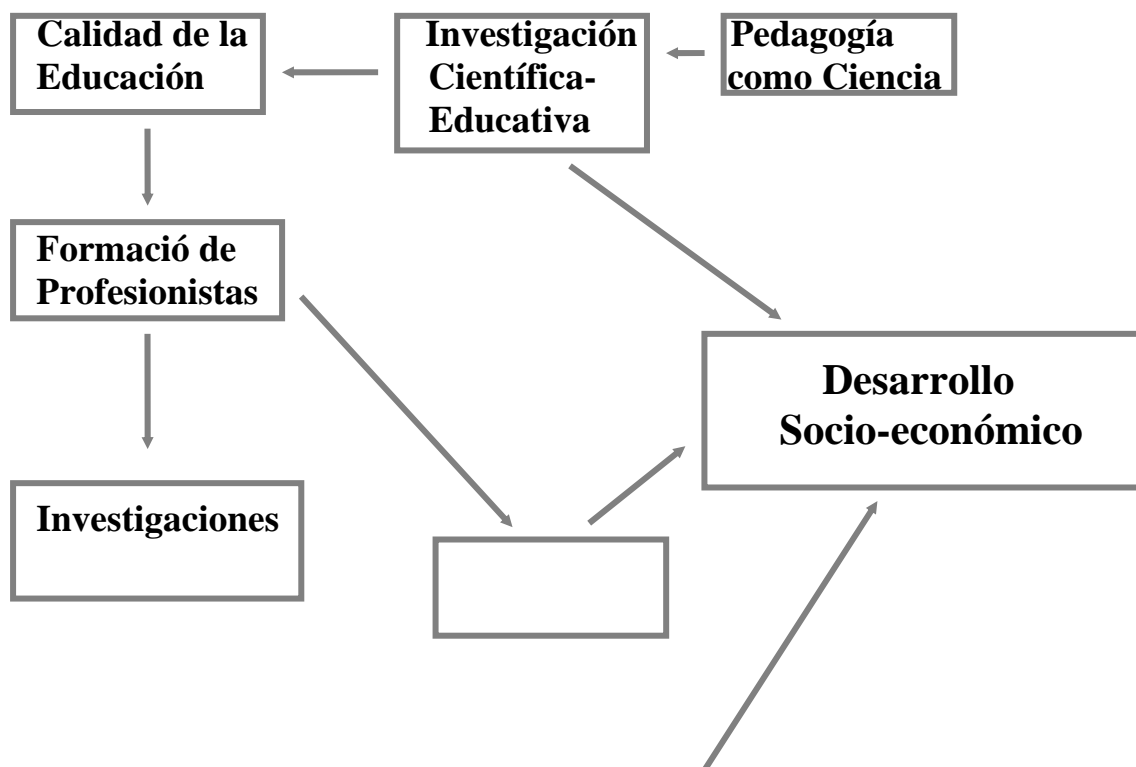 Calidad de la
Educación
Investigación
Científica-
Educativa
Pedagogía
como Ciencia
Formació de
Profesionistas
Desarrollo
Socio-económico
Investigaciones